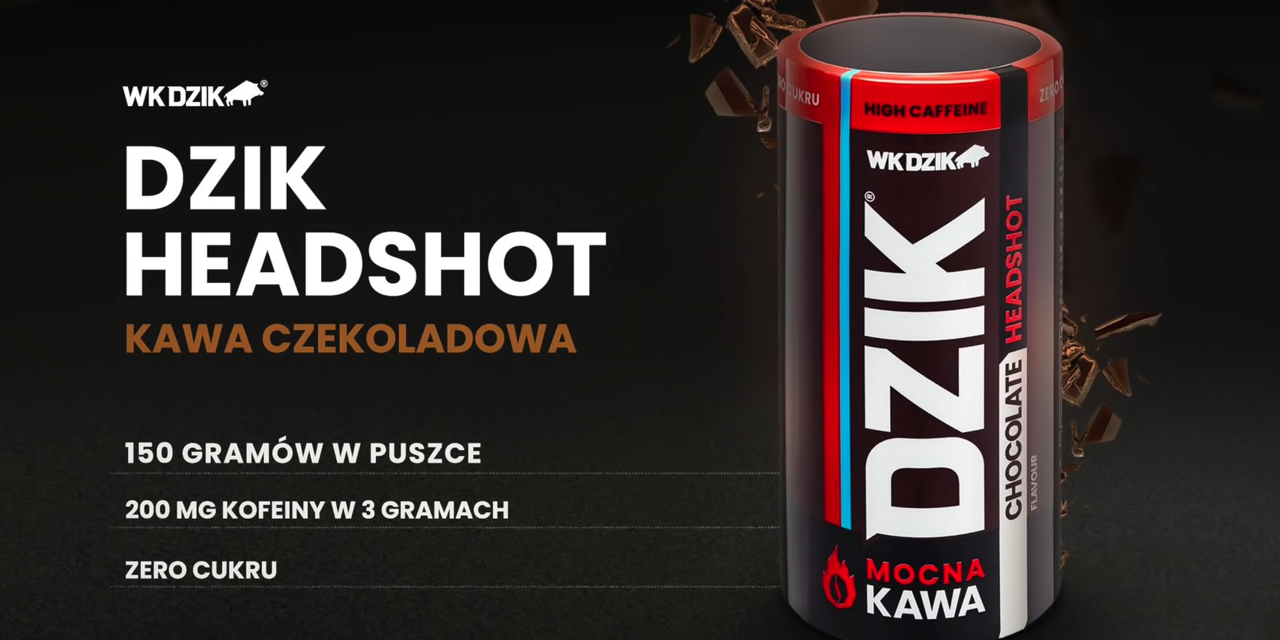 WK DZIK®
DZIK
HEADSHOT
KAWA CZEKOLADOWA
150 GRAMÓW W PUSZCE
200 MG KOFEINY W 3 GRAMACH
ZERO CUKRU
CUKRU
HIGH CAFFEINE
ZERO
WK DZIK
DZIK®
HEADSHOT
CHOCOLATE
FLAVOUR
MOCNA
KAWA